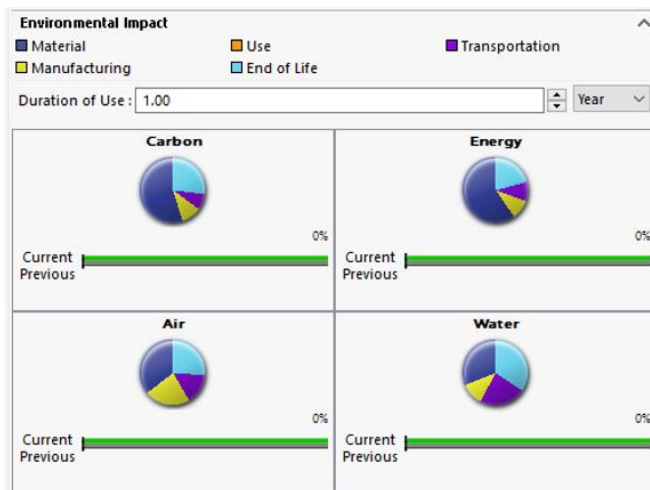 Environmental Impact
Material Use Transportation
Manufacturing End of Life
Duration of Use : 1.00 Year
Carbon Energy
0% 0%
Current Current
Previous Previous
Air Water
0% 0%
Current Current
Previous Previous